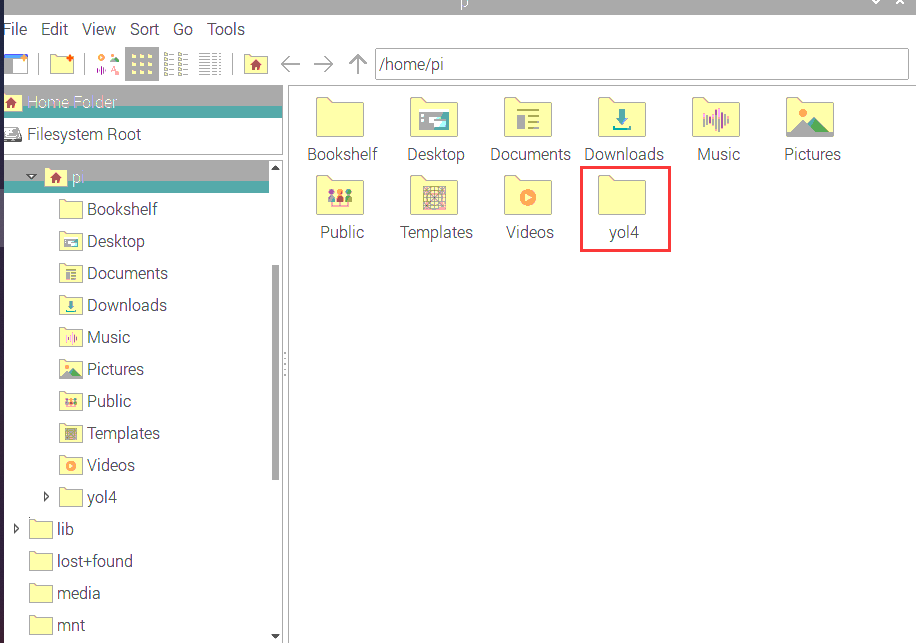 File Edit View Sort Go Tools
/home/pi
Home Folder
Filesystem Root
pi
Bookshelf
Desktop
Documents
Downloads
Music
Pictures
Public
Templates
Videos
yol4
lib
lost+found
media
mnt
Bookshelf Desktop Documents Downloads Music Pictures
Public Templates Videos yol4